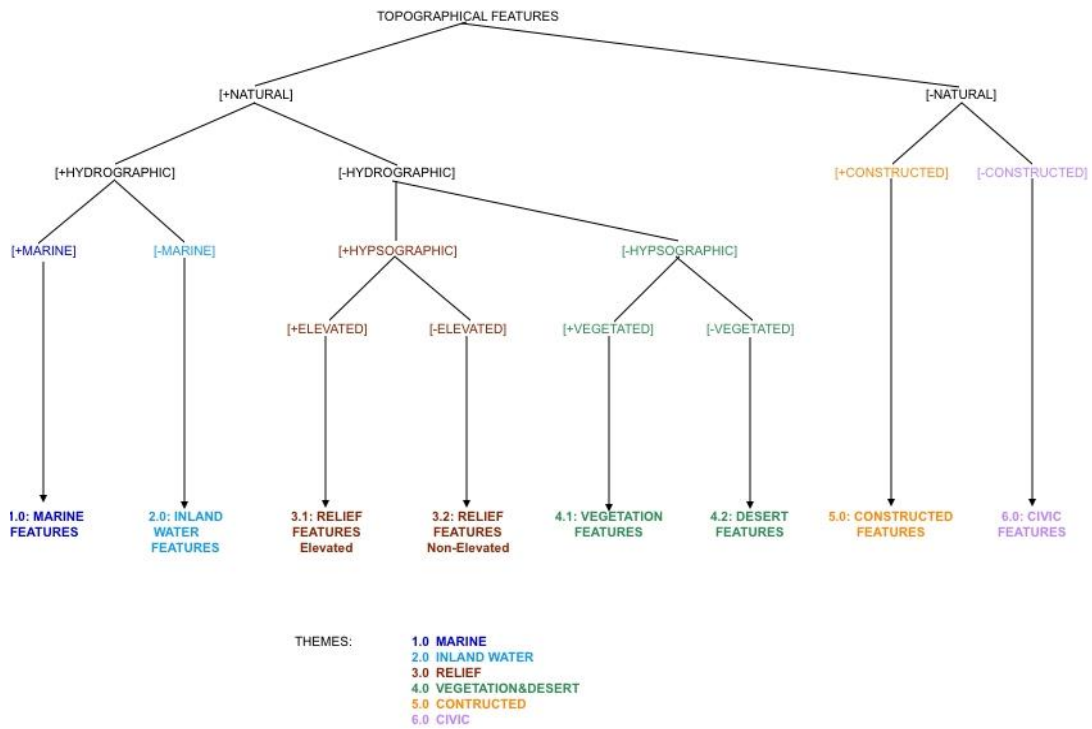 TOPOGRAPHICAL FEATURES
[+NATURAL]
[-NATURAL]
[+HYDROGRAPHIC]
[-HYDROGRAPHIC]
[+CONSTRUCTED]
[-CONSTRUCTED]
[+MARINE]
[-MARINE]
[+HYPSOGRAPHIC]
[-HYPSOGRAPHIC]
[+ELEVATED]
[-ELEVATED]
[+VEGETATED]
[-VEGETATED]
1.0: MARINE
FEATURES
2.0: INLAND
WATER
FEATURES
3.1: RELIEF
FEATURES
Elevated
3.2: RELIEF
FEATURES
Non-Elevated
4.1: VEGETATION
FEATURES
4.2: DESERT
FEATURES
5.0: CONSTRUCTED
FEATURES
6.0: CIVIC
FEATURES
THEMES:
1.0 MARINE
2.0 INLAND WATER
3.0 RELIEF
4.0 VEGETATION&DESERT
5.0 CONTRUCTED
6.0 CIVIC